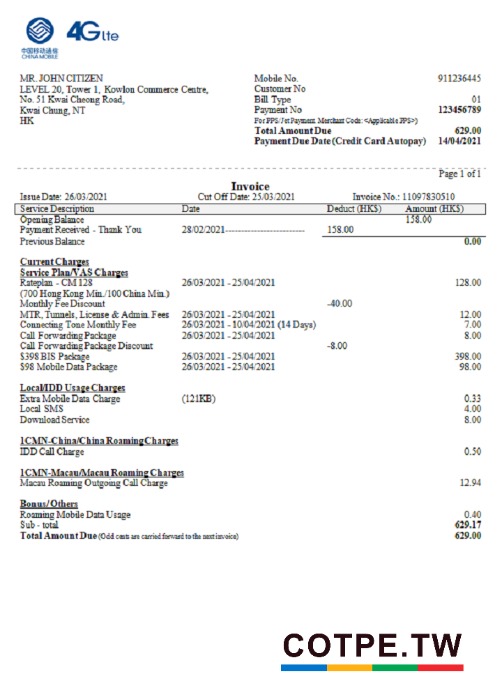 中国移动通信
CHINA MOBILE
4G Lte
MR. JOHN CITIZEN
LEVEL 20, Tower 1, Kowlon Commerce Centre,
No. 51 Kwai Cheong Road,
Kwai Chung, NT
HK
Mobile No. 911236445
Customer No
Bill Type 01
Payment No 123456789
For PPS/Jet Payment Merchant Code: <Applicable PPS>)
Total Amount Due 629.00
Payment Due Date (Credit Card Autopay) 14/04/2021
Page 1 of 1
Invoice
Issue Date: 26/03/2021 Cut Off Date: 25/03/2021 Invoice No.: 11097830510
Service Description Date Deduct (HK$) Amount (HK$)
Opening Balance 158.00
Payment Received - Thank You 28/02/2021------------------------- 158.00
Previous Balance 0.00
Current Charges
Service Plan/VAS Charges
Rateplan - CM 128 26/03/2021 - 25/04/2021 128.00
(700 Hong Kong Min./100 China Min.)
Monthly Fee Discount -40.00
MTR, Tunnels, License & Admin. Fees 26/03/2021 - 25/04/2021 12.00
Connecting Tone Monthly Fee 26/03/2021 - 10/04/2021 (14 Days) 7.00
Call Forwarding Package 26/03/2021 - 25/04/2021 8.00
Call Forwarding Package Discount -8.00
$398 BIS Package 26/03/2021 - 25/04/2021 398.00
$98 Mobile Data Package 26/03/2021 - 25/04/2021 98.00
Local/IDD Usage Charges
Extra Mobile Data Charge (121KB) 0.33
Local SMS 4.00
Download Service 8.00
1CMN-China/China Roaming Charges
IDD Call Charge 0.50
1CMN-Macau/Macau Roaming Charges
Macau Roaming Outgoing Call Charge 12.94
Bonus/Others
Roaming Mobile Data Usage 0.40
Sub - total 629.17
Total Amount Due (Odd cents are carried forward to the next invoice) 629.00
COTPE.TW